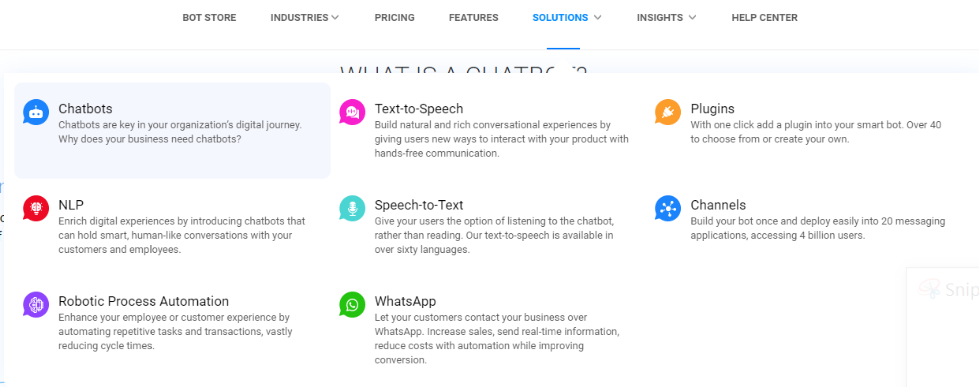 BOT STORE
INDUSTRIES
PRICING
FEATURES
SOLUTIONS
INSIGHTS
HELP CENTER
WHAT IS A CHATBOT?
Chatbots
Chatbots are key in your organization's digital journey.
Why does your business need chatbots?
Text-to-Speech
Build natural and rich conversational experiences by
giving users new ways to interact with your product with
hands-free communication.
Plugins
With one click add a plugin into your smart bot. Over 40
to choose from or create your own.
NLP
Enrich digital experiences by introducing chatbots that
can hold smart, human-like conversations with your
customers and employees.
Speech-to-Text
Give your users the option of listening to the chatbot,
rather than reading. Our text-to-speech is available in
over sixty languages.
Channels
Build your bot once and deploy easily into 20 messaging
applications, accessing 4 billion users.
Robotic Process Automation
Enhance your employee or customer experience by
automating repetitive tasks and transactions, vastly
reducing cycle times.
WhatsApp
Let your customers contact your business over
WhatsApp. Increase sales, send real-time information,
reduce costs with automation while improving
conversion.
Snip